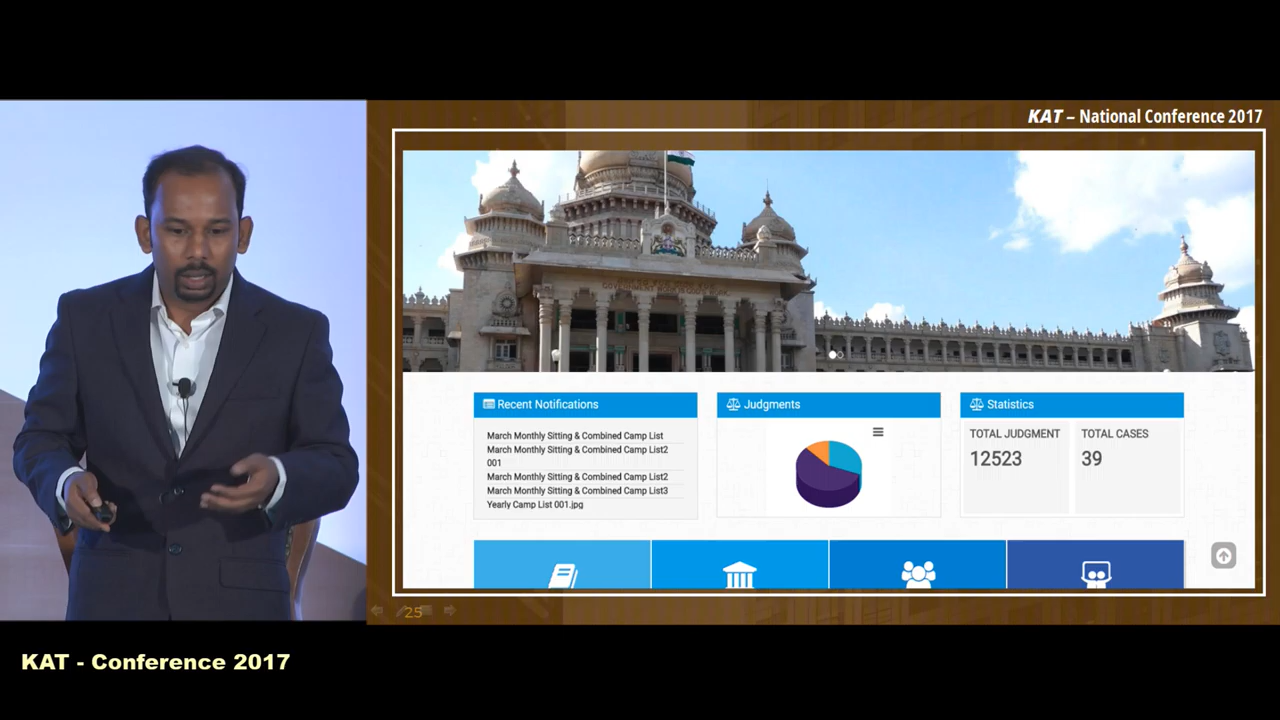 KAT – National Conference 2017
Recent Notifications
March Monthly Sitting & Combined Camp List
March Monthly Sitting & Combined Camp List2
001
March Monthly Sitting & Combined Camp List2
March Monthly Sitting & Combined Camp List3
Yearly Camp List 001.jpg
Judgments
Statistics
TOTAL JUDGMENT
12523
TOTAL CASES
39
25
KAT - Conference 2017